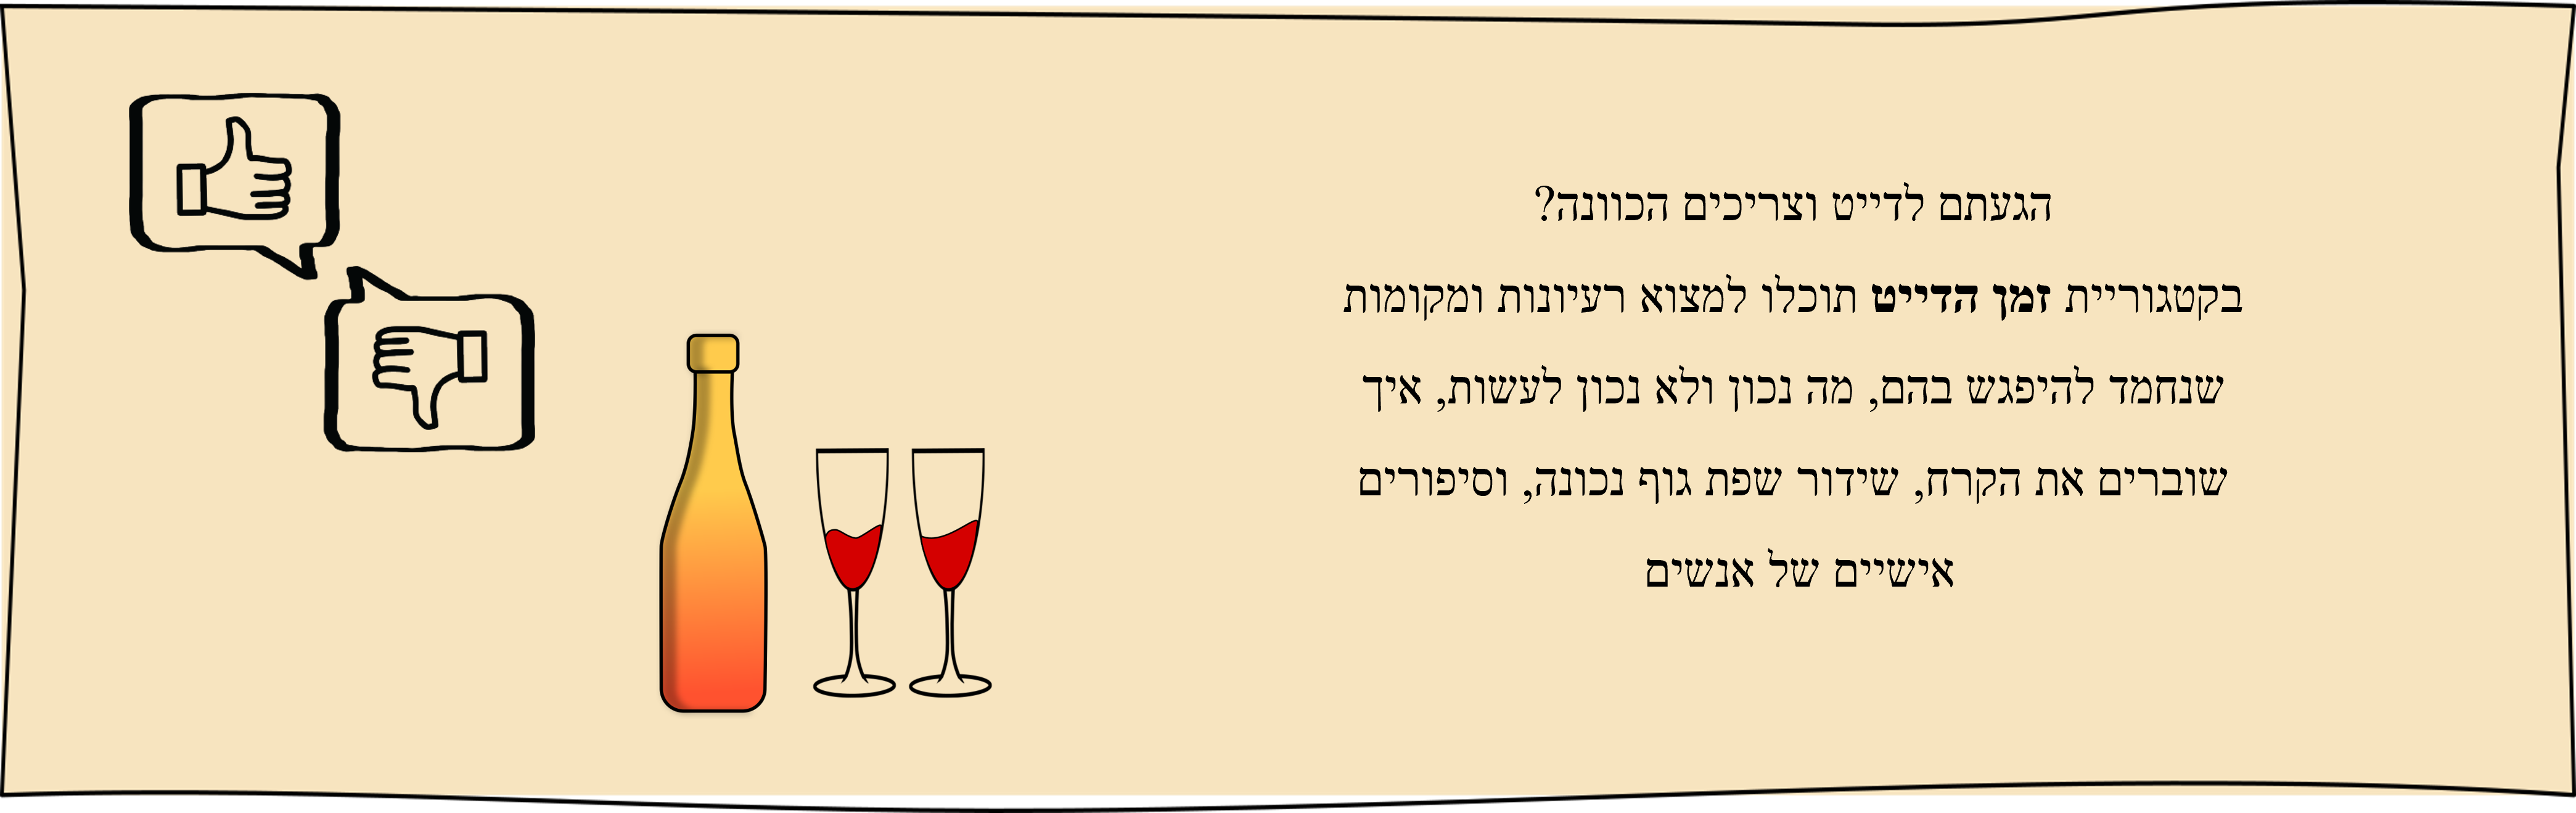 הגעתם לדייט וצריכים הכוונה?
בקטגוריית זמן הדייט תוכלו למצוא רעיונות ומקומות
שנחמד להיפגש בהם, מה נכון ולא נכון לעשות, איך
שוברים את הקרח, שידור שפת גוף נכונה, וסיפורים
אישיים של אנשים